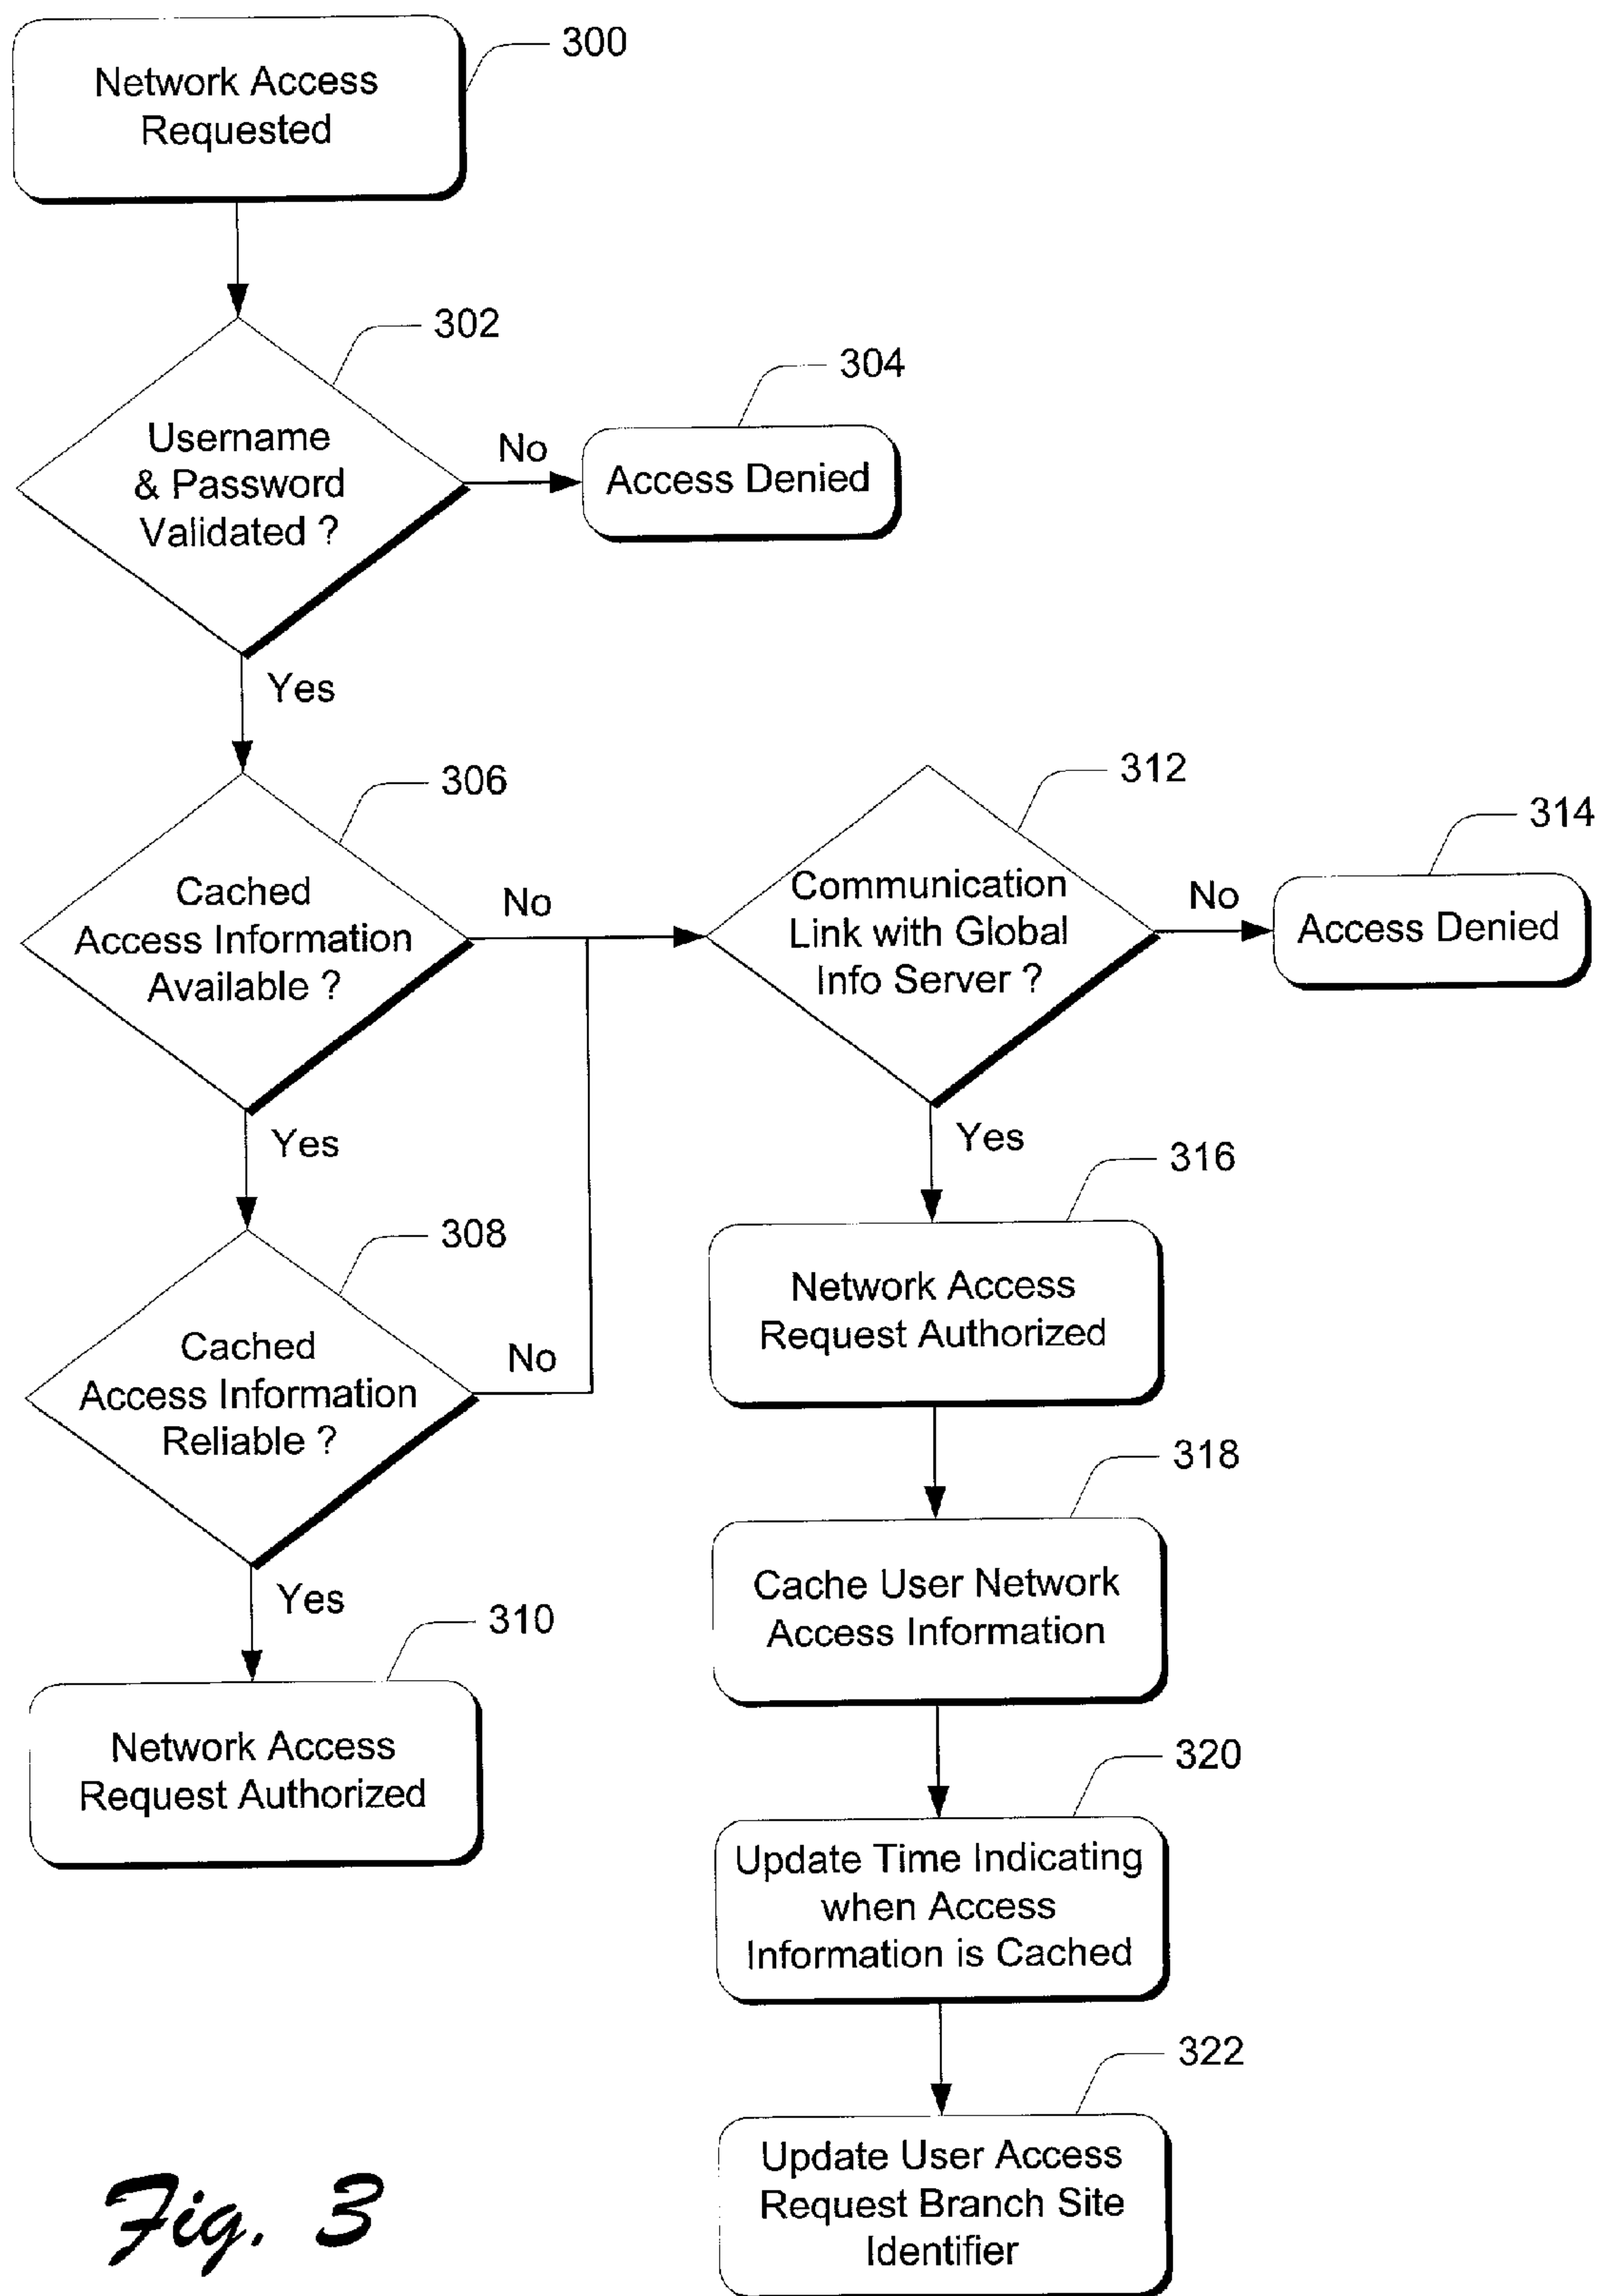 300
Network Access
Requested
302
Username
& Password
Validated ?
No
304
Access Denied
Yes
306
Cached
Access Information
Available ?
No
312
Communication
Link with Global
Info Server ?
No
314
Access Denied
Yes
308
Cached
Access Information
Reliable ?
No
Yes
310
Network Access
Request Authorized
Yes
316
Network Access
Request Authorized
318
Cache User Network
Access Information
320
Update Time Indicating
when Access
Information is Cached
322
Update User Access
Request Branch Site
Identifier
Fig. 3